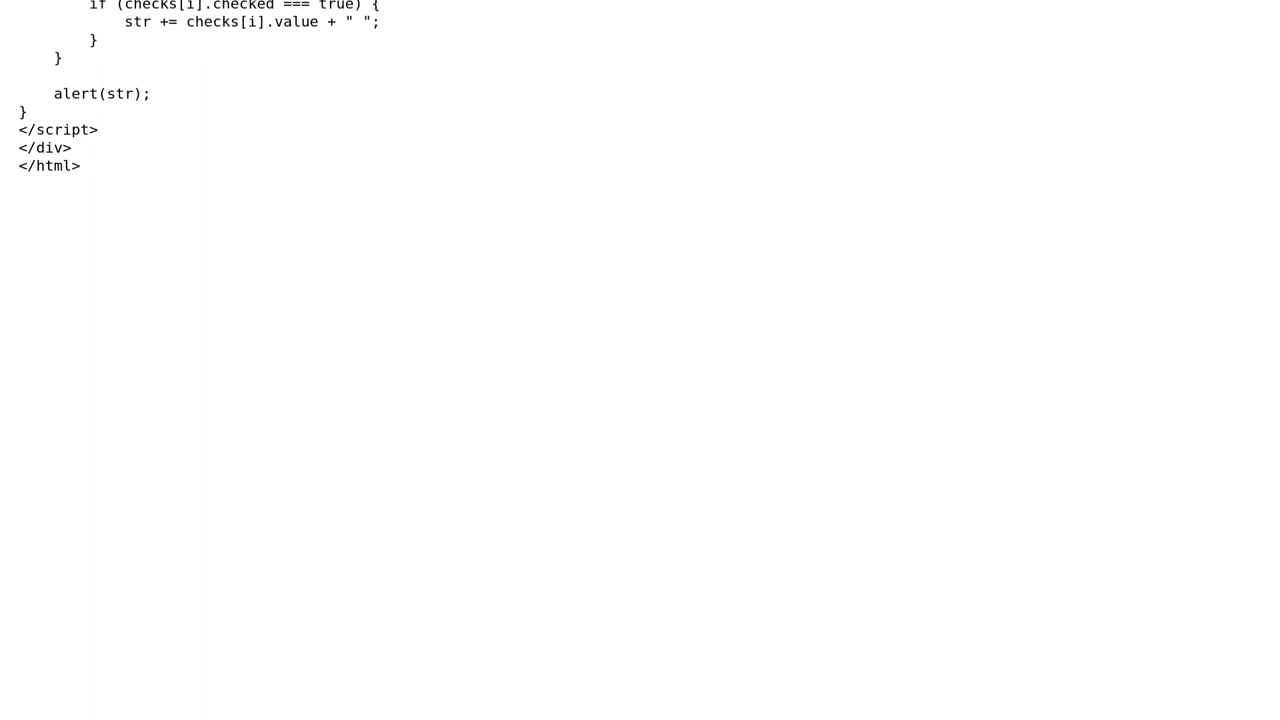 if (checks[i].checked === true) {
            str += checks[i].value + " ";
        }
    }

    alert(str);
}
</script>
</div>
</html>